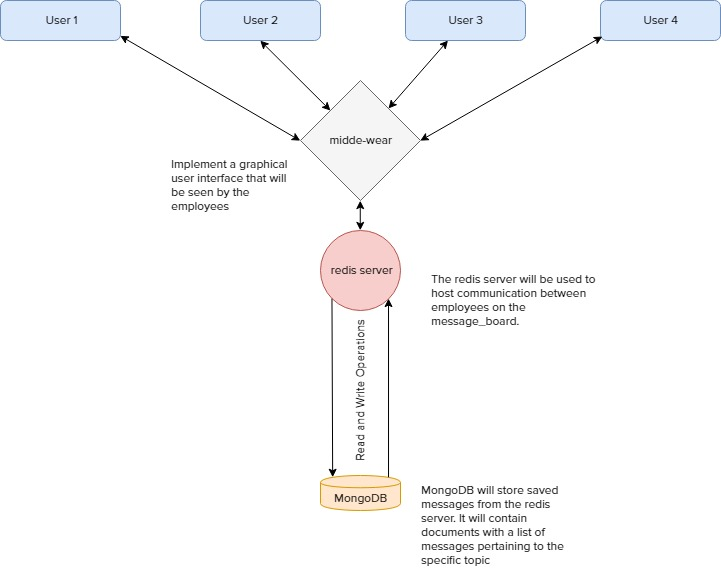 User 1
User 2
User 3
User 4
midde-wear
Implement a graphical
user interface that will
be seen by the
employees
redis server
The redis server will be used to
host communication between
employees on the
message_board.
Read and Write Operations
MongoDB
MongoDB will store saved
messages from the redis
server. It will contain
documents with a list of
messages pertaining to the
specific topic